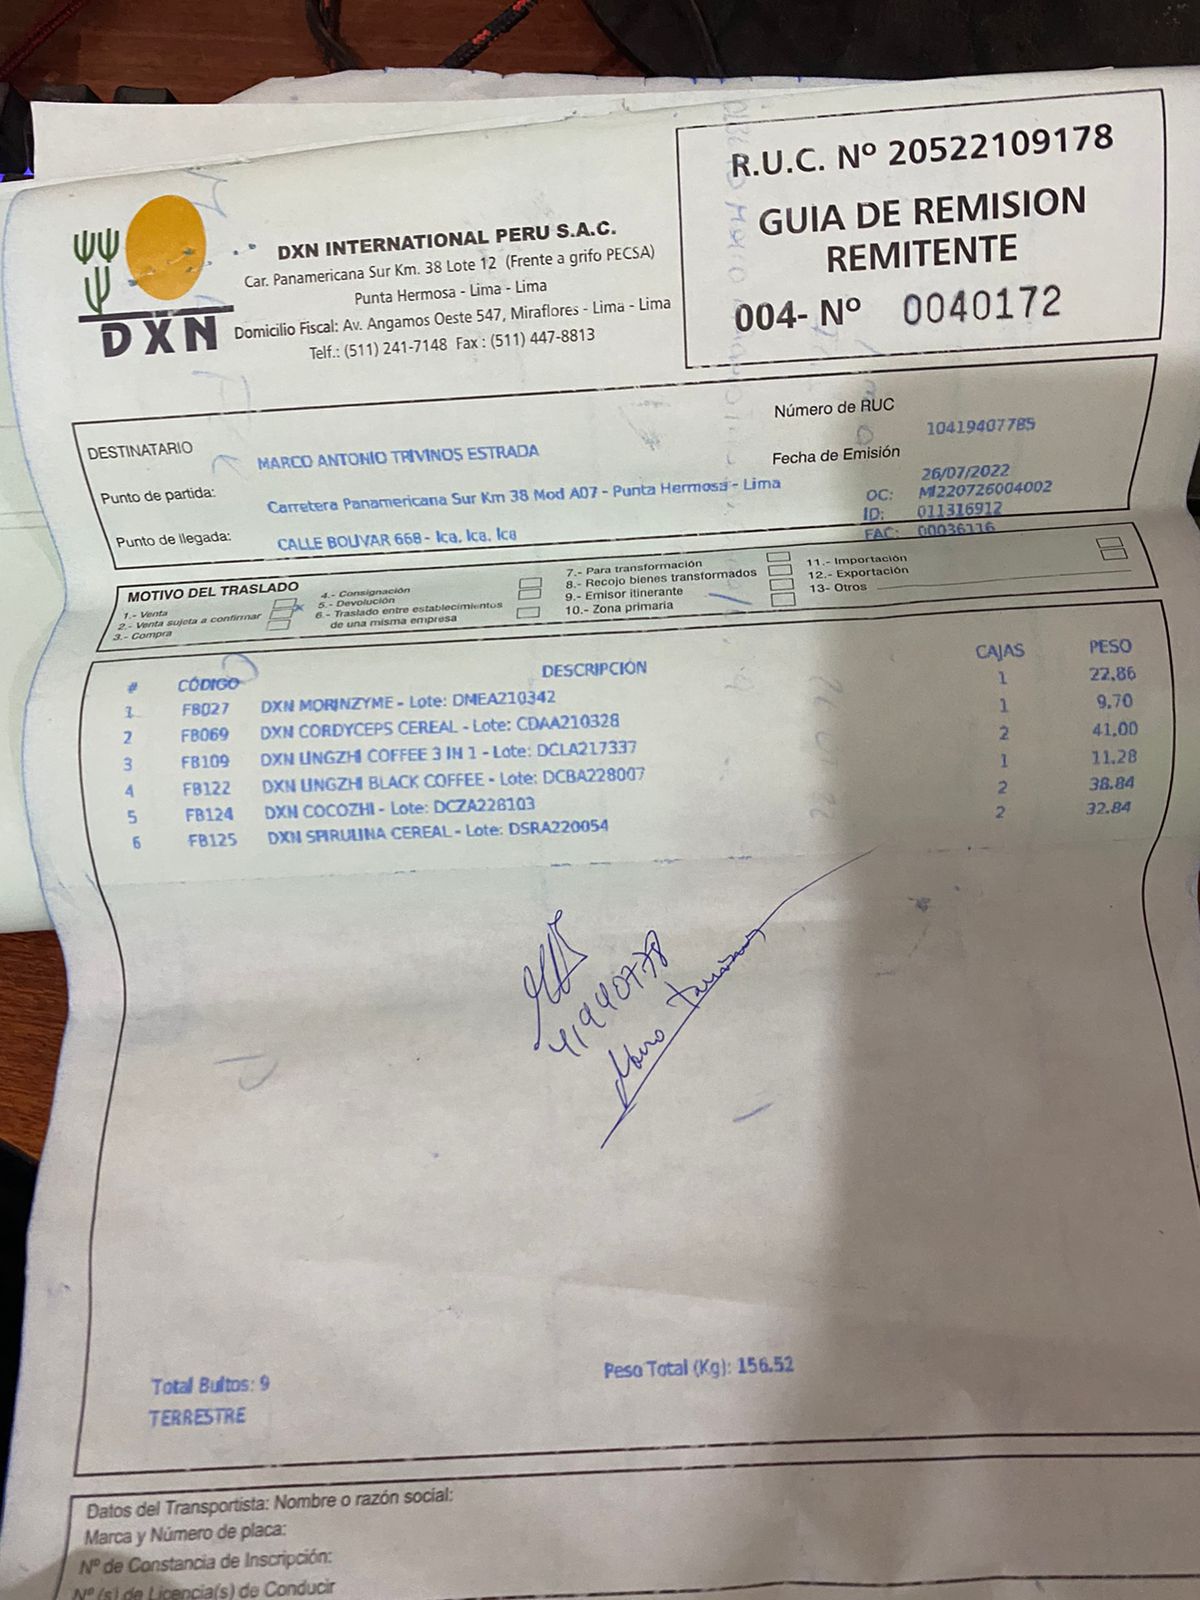 R.U.C. Nº 20522109178
GUIA DE REMISION
REMITENTE
004- Nº 0040172
DXN
DXN INTERNATIONAL PERU S.A.C.
Car. Panamericana Sur Km. 38 Lote 12 (Frente a grifo PECSA)
Punta Hermosa - Lima - Lima
Domicilio Fiscal: Av. Angamos Oeste 547, Miraflores - Lima - Lima
Telf.: (511) 241-7148 Fax : (511) 447-8813
DESTINATARIO MARCO ANTONIO TRIVINOS ESTRADA
Número de RUC 10419407785
Punto de partida: Carretera Panamericana Sur Km 38 Mod A07 - Punta Hermosa - Lima
Fecha de Emisión 26/07/2022
OC: MI220726004002
ID: 011316912
FAC: 00036116
Punto de llegada: CALLE BOLIVAR 668 - Ica, Ica, Ica
MOTIVO DEL TRASLADO
1.- Venta
2.- Venta sujeta a confirmar
3.- Compra
4.- Consignación
5.- Devolución
6.- Traslado entre establecimientos
de una misma empresa
7.- Para transformación
8.- Recojo bienes transformados
9.- Emisor itinerante
10.- Zona primaria
11.- Importación
12.- Exportación
13- Otros
# CÓDIGO DESCRIPCIÓN CAJAS PESO
1 FB027 DXN MORINZYME - Lote: DMEA210342 1 22.86
2 FB069 DXN CORDYCEPS CEREAL - Lote: CDAA210328 1 9.70
3 FB109 DXN LINGZHI COFFEE 3 IN 1 - Lote: DCLA217337 2 41.00
4 FB122 DXN LINGZHI BLACK COFFEE - Lote: DCBA228007 1 11.28
5 FB124 DXN COCOZHI - Lote: DCZA228103 2 38.84
6 FB125 DXN SPIRULINA CEREAL - Lote: DSRA220054 2 32.84
41940778
Total Bultos: 9
Peso Total (Kg): 156.52
TERRESTRE
Datos del Transportista: Nombre o razón social:
Marca y Número de placa:
Nº de Constancia de Inscripción:
Nº (s) de Licencia(s) de Conducir